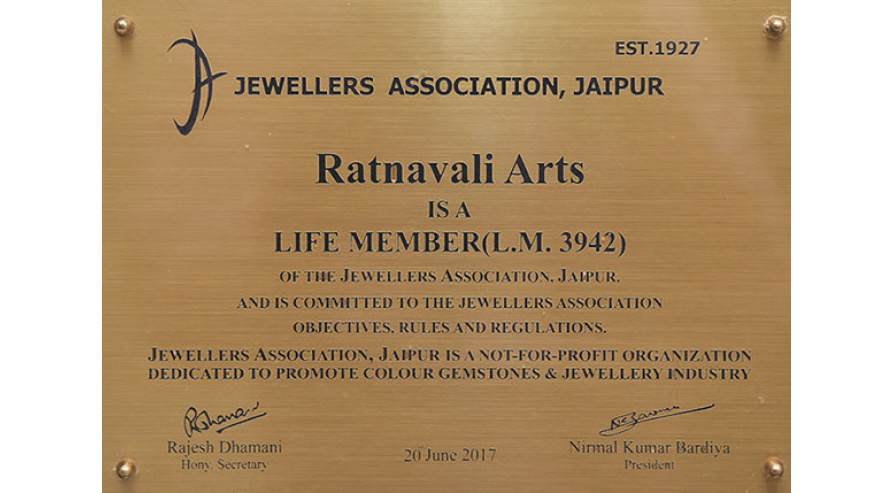 EST.1927
JEWELLERS ASSOCIATION, JAIPUR
Ratnavali Arts
IS A
LIFE MEMBER(L.M. 3942)
OF THE JEWELLERS ASSOCIATION, JAIPUR.
AND IS COMMITTED TO THE JEWELLERS ASSOCIATION
OBJECTIVES, RULES AND REGULATIONS.
JEWELLERS ASSOCIATION, JAIPUR IS A NOT-FOR-PROFIT ORGANIZATION
DEDICATED TO PROMOTE COLOUR GEMSTONES & JEWELLERY INDUSTRY
Rajesh Dhamani
Hony. Secretary
20 June 2017
Nirmal Kumar Bardiya
President